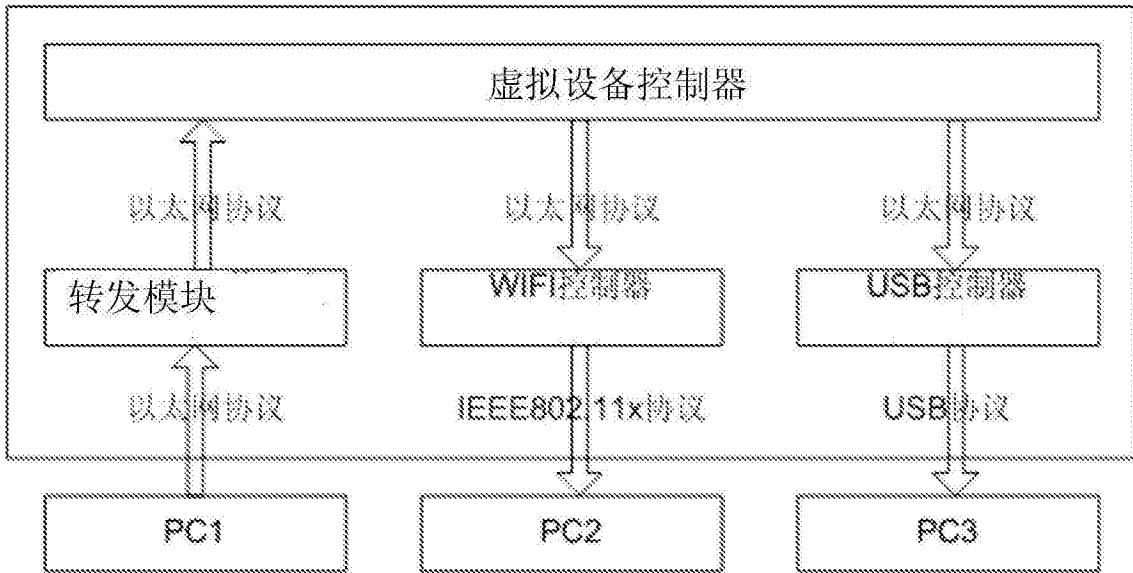 虚拟设备控制器
以太网协议 以太网协议 以太网协议
转发模块 WIFI控制器 USB控制器
以太网协议 IEEE802.11x协议 USB协议
PC1 PC2 PC3